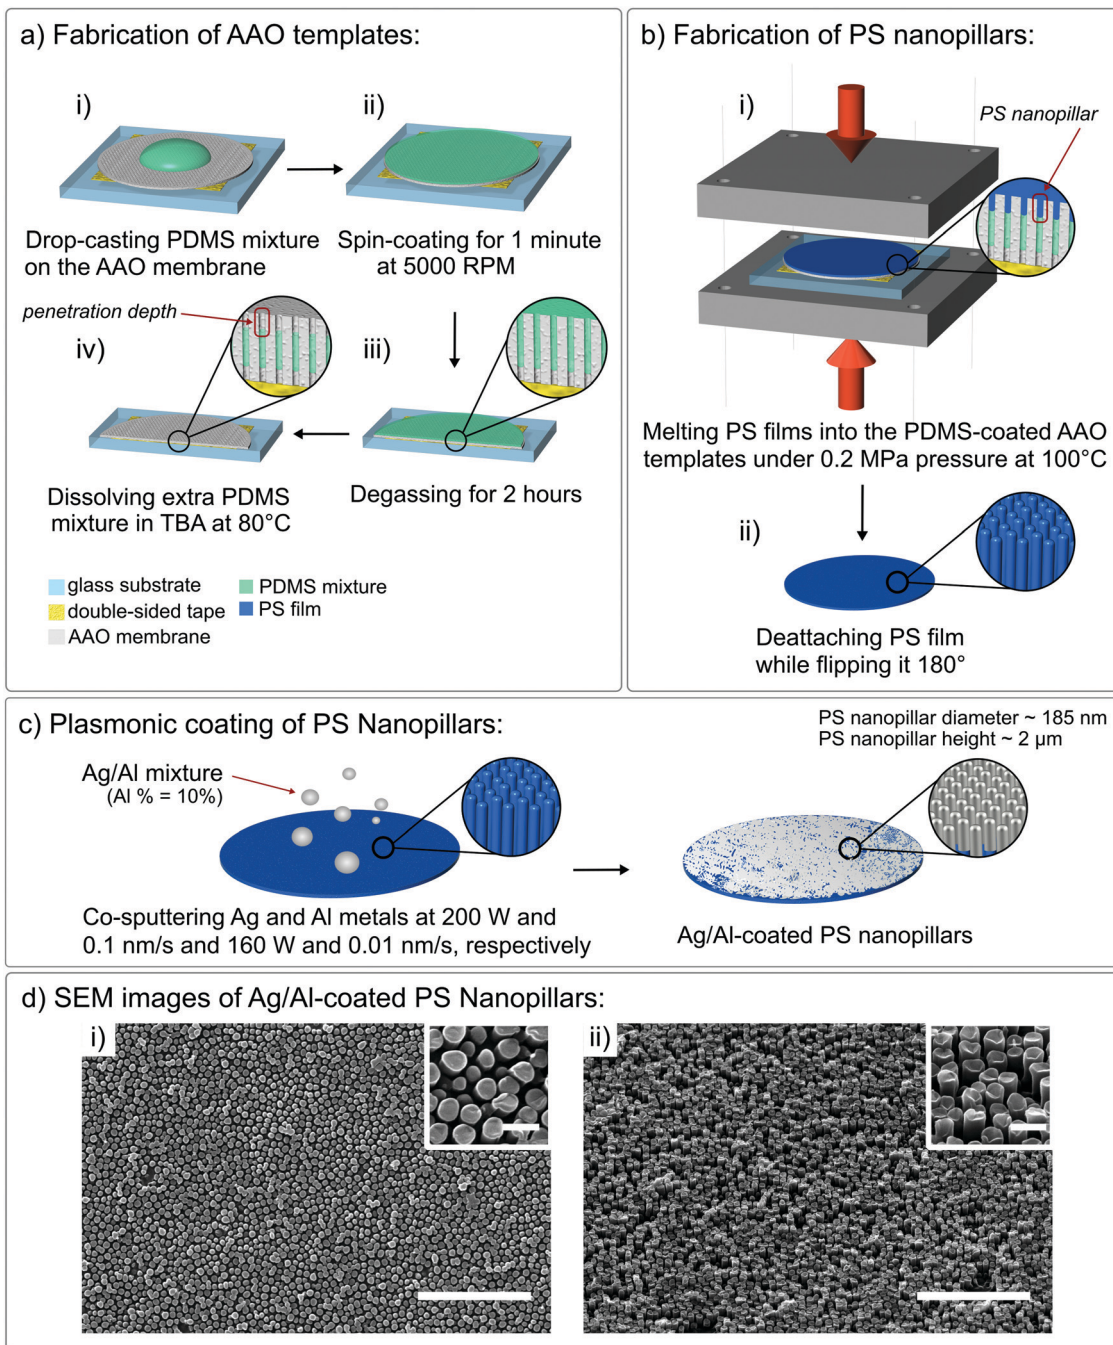 a) Fabrication of AAO templates:
i)
ii)
Drop-casting PDMS mixture
on the AAO membrane
Spin-coating for 1 minute
at 5000 RPM
penetration depth
iv)
iii)
Dissolving extra PDMS
mixture in TBA at 80°C
Degassing for 2 hours
glass substrate
double-sided tape
AAO membrane
PDMS mixture
PS film
b) Fabrication of PS nanopillars:
i)
PS nanopillar
Melting PS films into the PDMS-coated AAO
templates under 0.2 MPa pressure at 100°C
ii)
Deattaching PS film
while flipping it 180°
c) Plasmonic coating of PS Nanopillars:
Ag/Al mixture
(Al % = 10%)
Co-sputtering Ag and Al metals at 200 W and
0.1 nm/s and 160 W and 0.01 nm/s, respectively
PS nanopillar diameter ~ 185 nm
PS nanopillar height ~ 2 µm
Ag/Al-coated PS nanopillars
d) SEM images of Ag/Al-coated PS Nanopillars:
i)
ii)